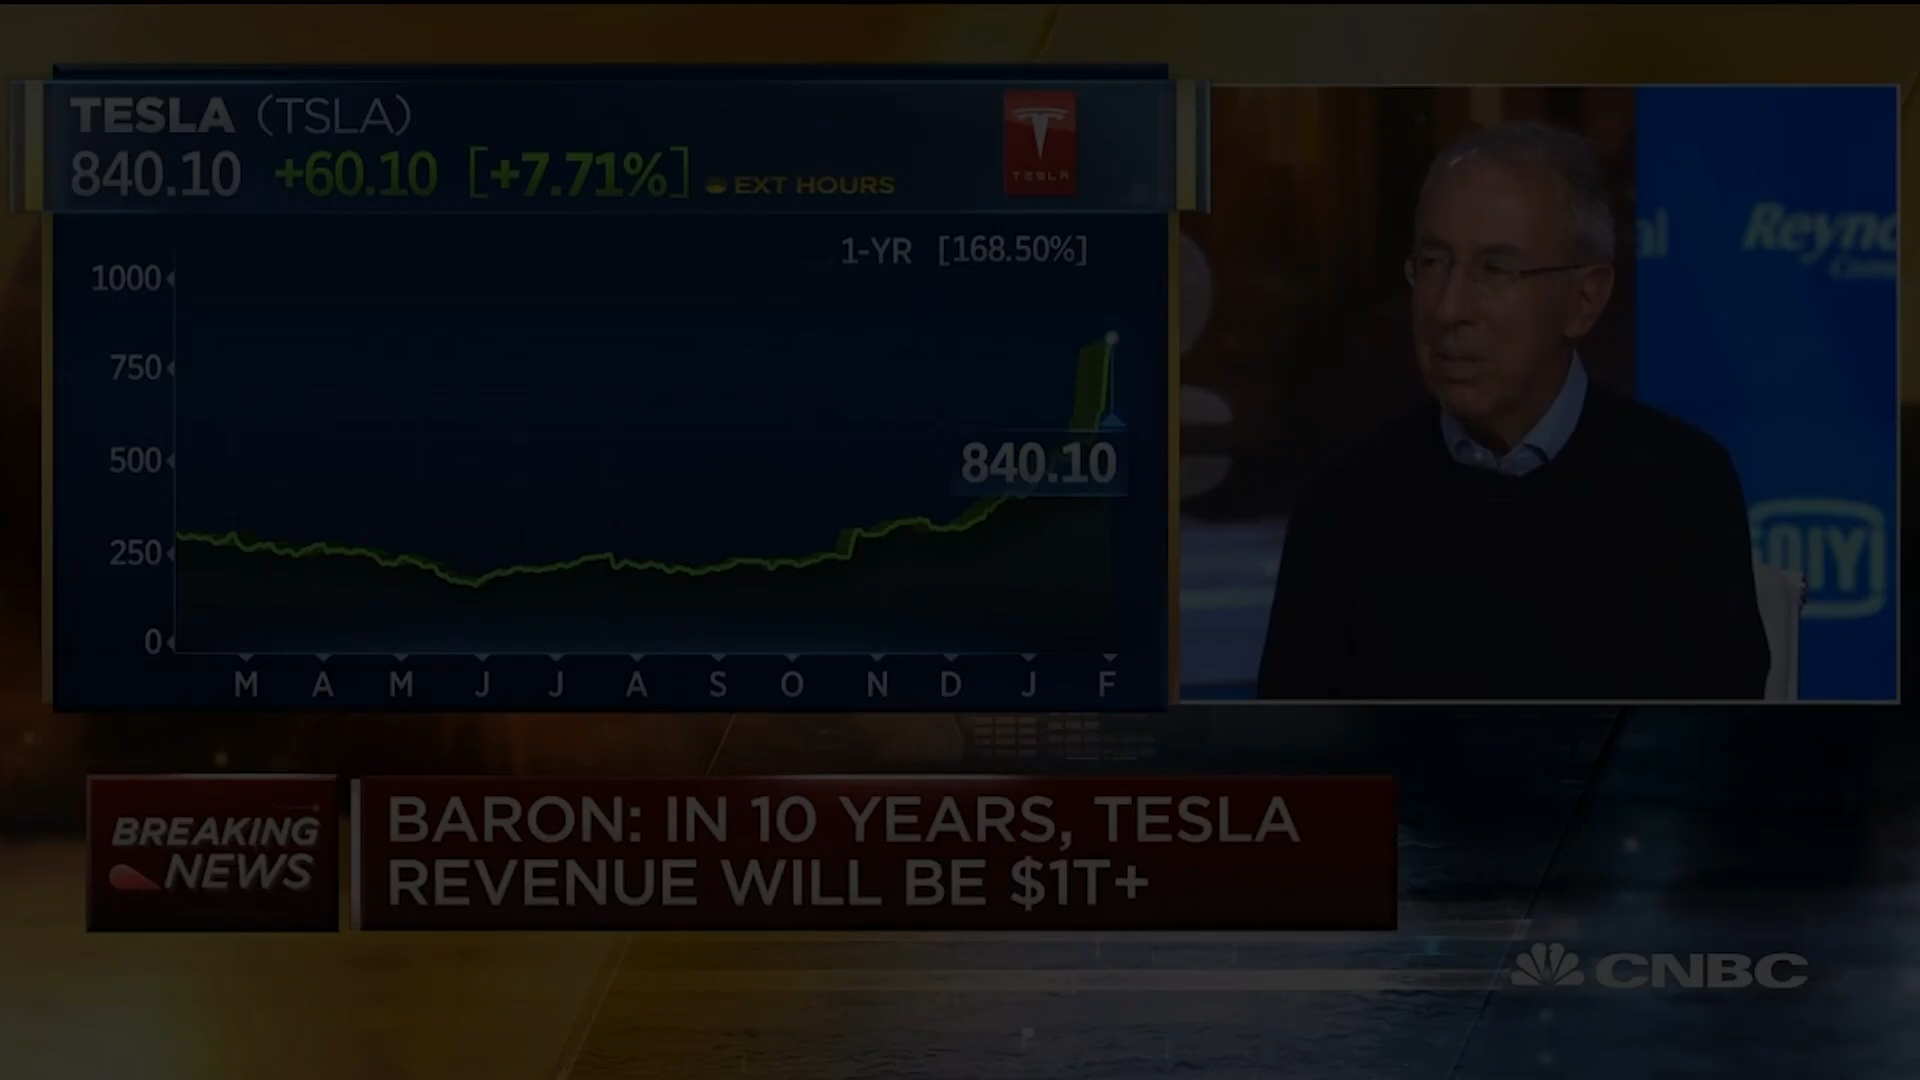 TESLA (TSLA)
840.10 +60.10 [+7.71%] EXT HOURS
TESLA
1-YR [168.50%]
1000
750
500
250
0
840.10
M A M J J A S O N D J F
Reyno
BREAKING
NEWS
BARON: IN 10 YEARS, TESLA
REVENUE WILL BE $1T+
CNBC